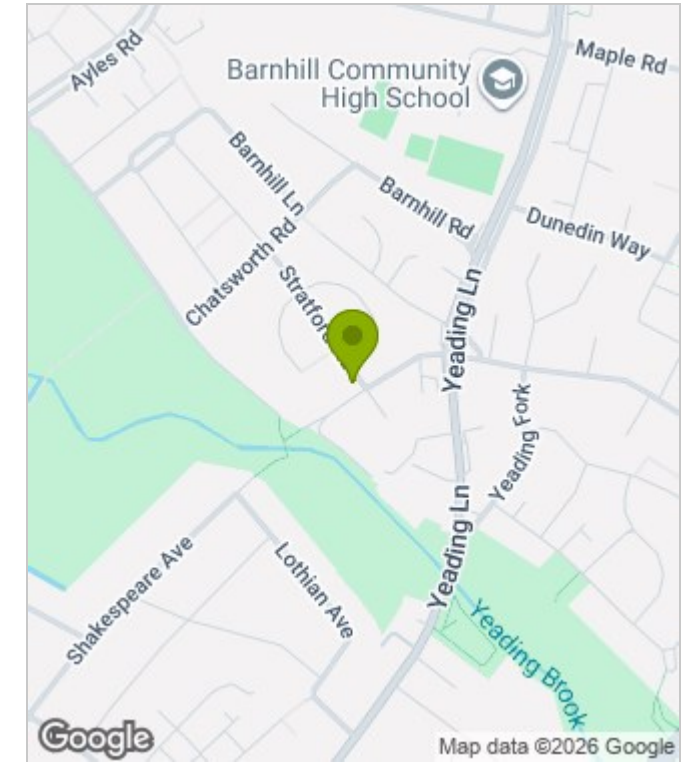 Ayles Rd
Barnhill Community
High School
Maple Rd
Barnhill Ln
Barnhill Rd
Dunedin Way
Chatsworth Rd
Stratford
Yeading Ln
Yeading Fork
Yeading Ln
Shakespeare Ave
Lothian Ave
Yeading Brook
Google
Map data ©2026 Google